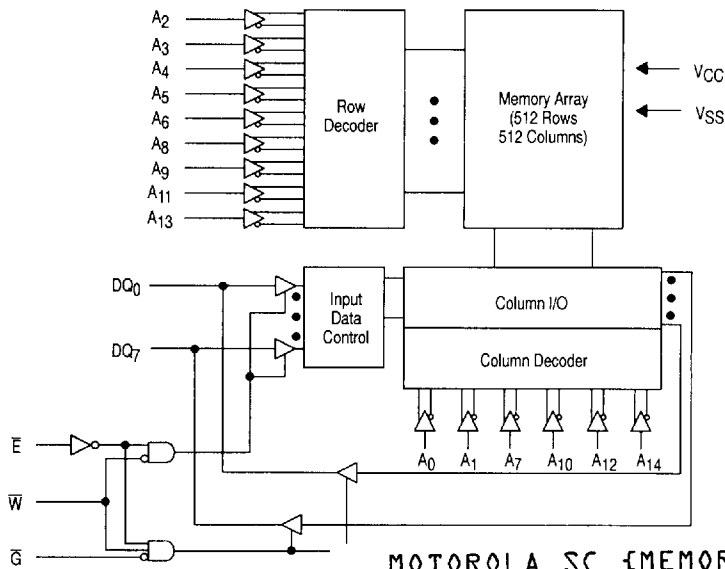 A2
A3
A4
A5
A6
A8
A9
A11
A13
Row
Decoder
Memory Array
(512 Rows
512 Columns)
VCC
VSS
DQ0
DQ7
Input
Data
Control
Column I/O
Column Decoder
A0 A1 A7 A10 A12 A14
E̅
W̅
G̅
MOTOROLA SC {MEMOR